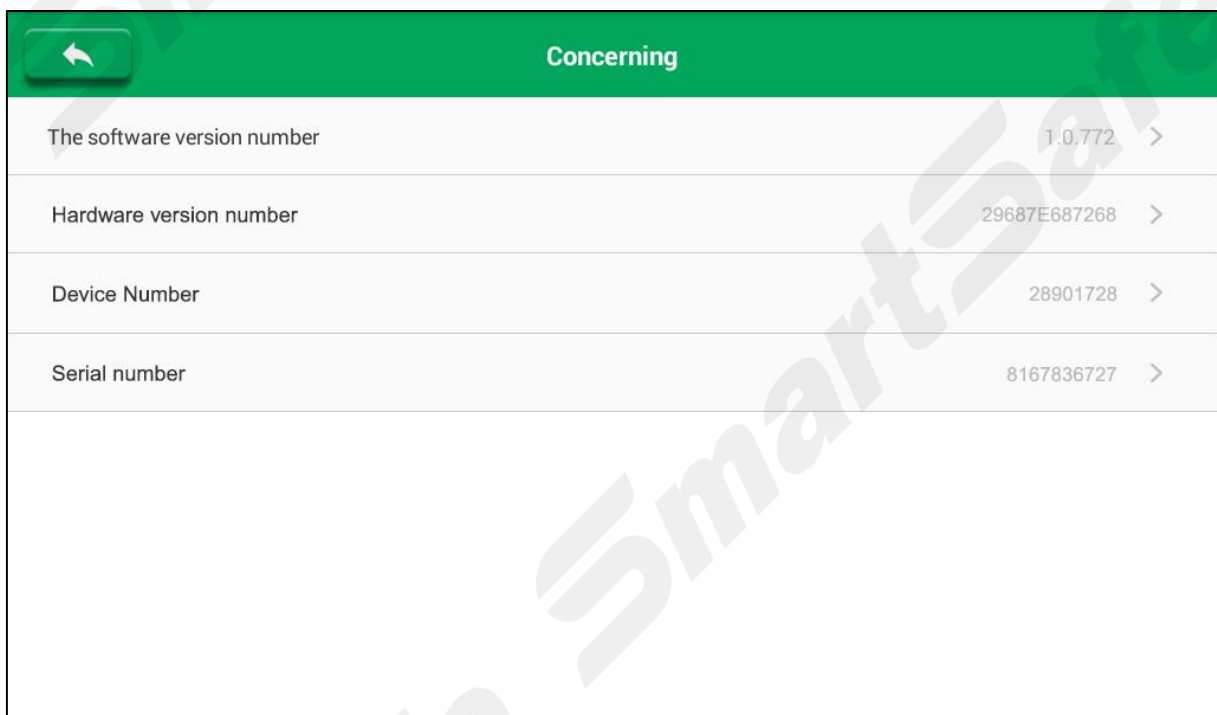 Concerning
The software version number 1.0.772
Hardware version number 29687E687268
Device Number 28901728
Serial number 8167836727
SmartSafe